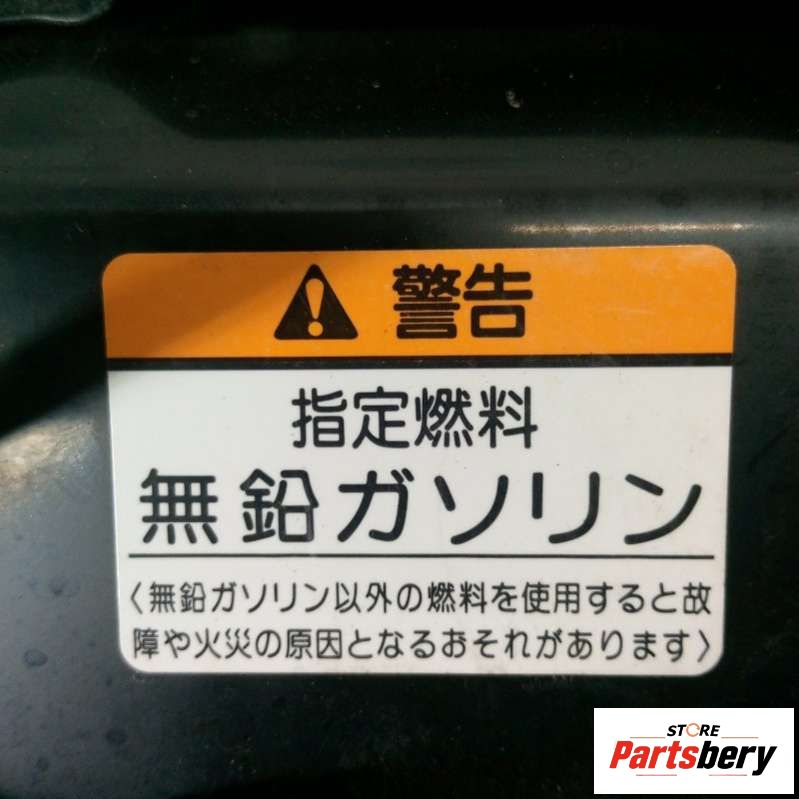 警告
指定燃料
無鉛ガソリン
〈無鉛ガソリン以外の燃料を使用すると故
障や火災の原因となるおそれがあります〉
STORE
Partsbery